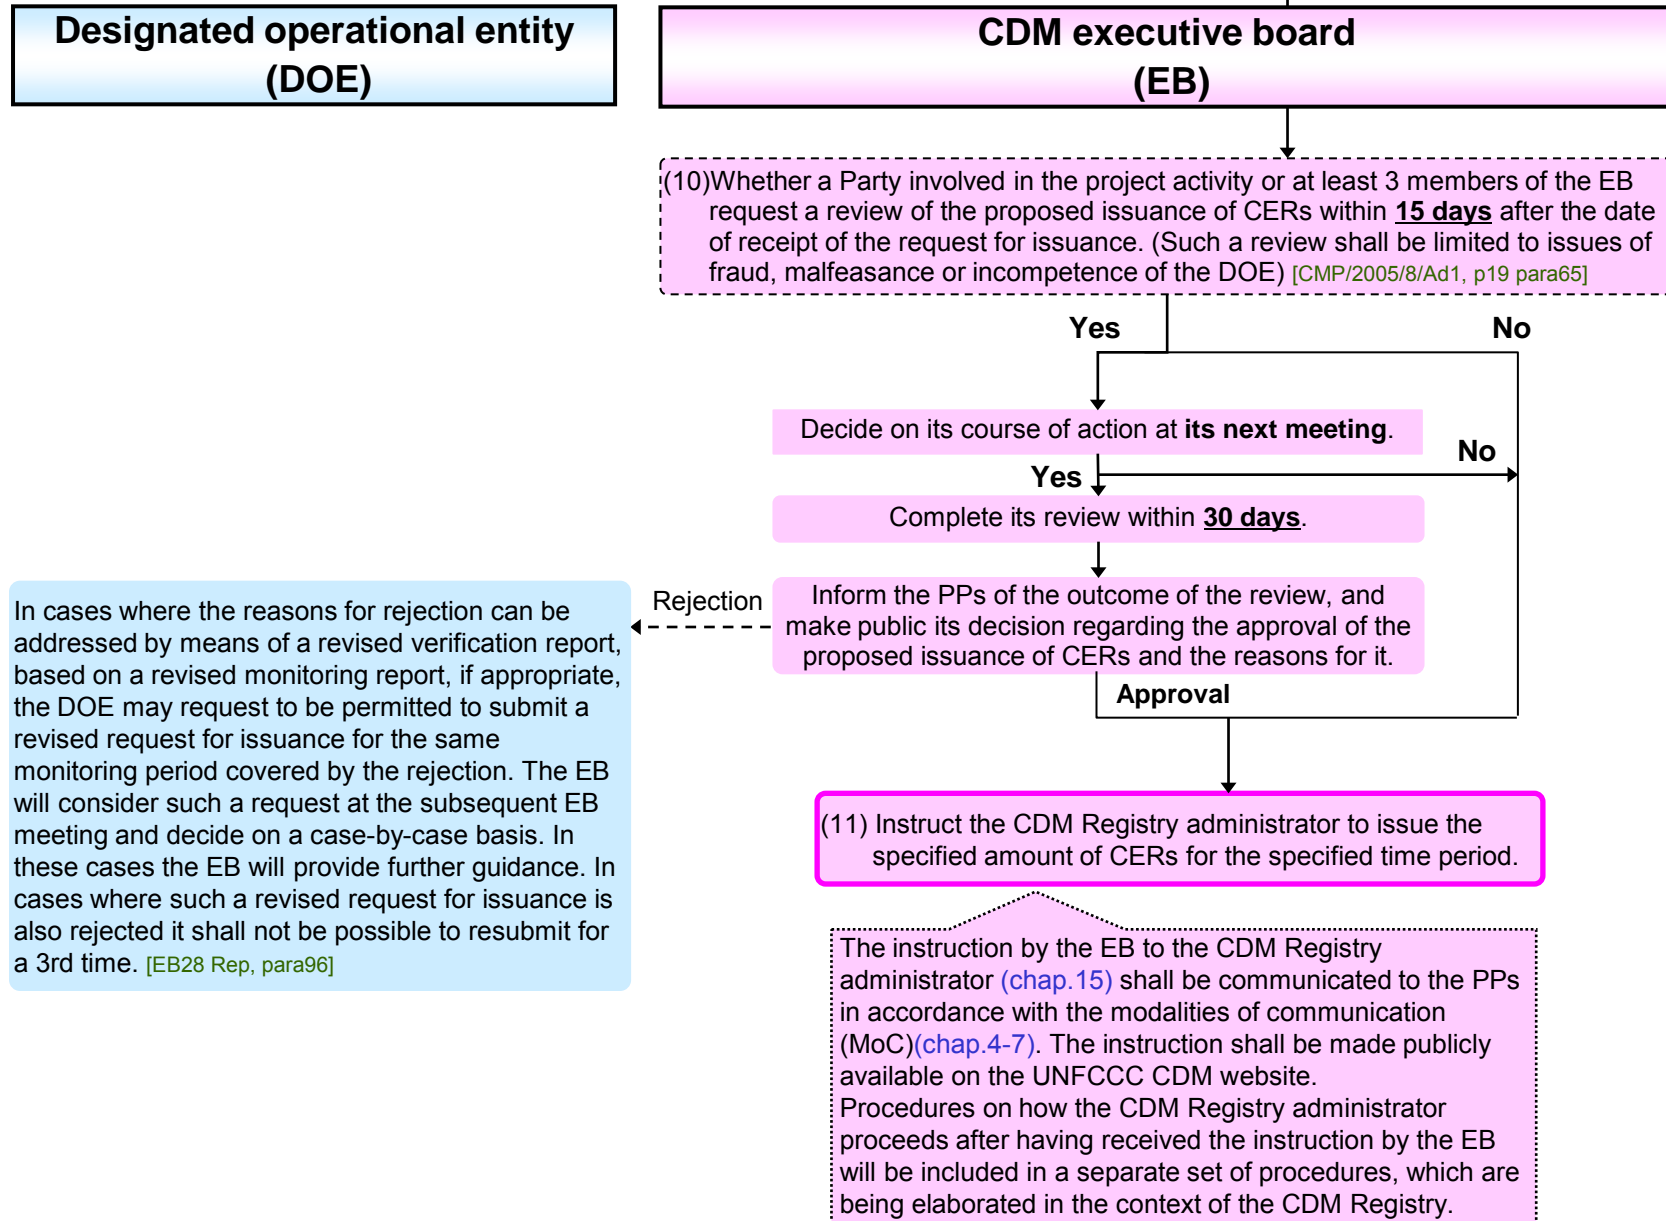 Designated operational entity
(DOE)
CDM executive board
(EB)
(10)Whether a Party involved in the project activity or at least 3 members of the EB
request a review of the proposed issuance of CERs within 15 days after the date
of receipt of the request for issuance. (Such a review shall be limited to issues of
fraud, malfeasance or incompetence of the DOE) [CMP/2005/8/Ad1, p19 para65]
Yes
No
Decide on its course of action at its next meeting.
No
Yes
Complete its review within 30 days.
Inform the PPs of the outcome of the review, and
make public its decision regarding the approval of the
proposed issuance of CERs and the reasons for it.
Rejection
Approval
In cases where the reasons for rejection can be
addressed by means of a revised verification report,
based on a revised monitoring report, if appropriate,
the DOE may request to be permitted to submit a
revised request for issuance for the same
monitoring period covered by the rejection. The EB
will consider such a request at the subsequent EB
meeting and decide on a case-by-case basis. In
these cases the EB will provide further guidance. In
cases where such a revised request for issuance is
also rejected it shall not be possible to resubmit for
a 3rd time. [EB28 Rep, para96]
(11) Instruct the CDM Registry administrator to issue the
specified amount of CERs for the specified time period.
The instruction by the EB to the CDM Registry
administrator (chap.15) shall be communicated to the PPs
in accordance with the modalities of communication
(MoC)(chap.4-7). The instruction shall be made publicly
available on the UNFCCC CDM website.
Procedures on how the CDM Registry administrator
proceeds after having received the instruction by the EB
will be included in a separate set of procedures, which are
being elaborated in the context of the CDM Registry.